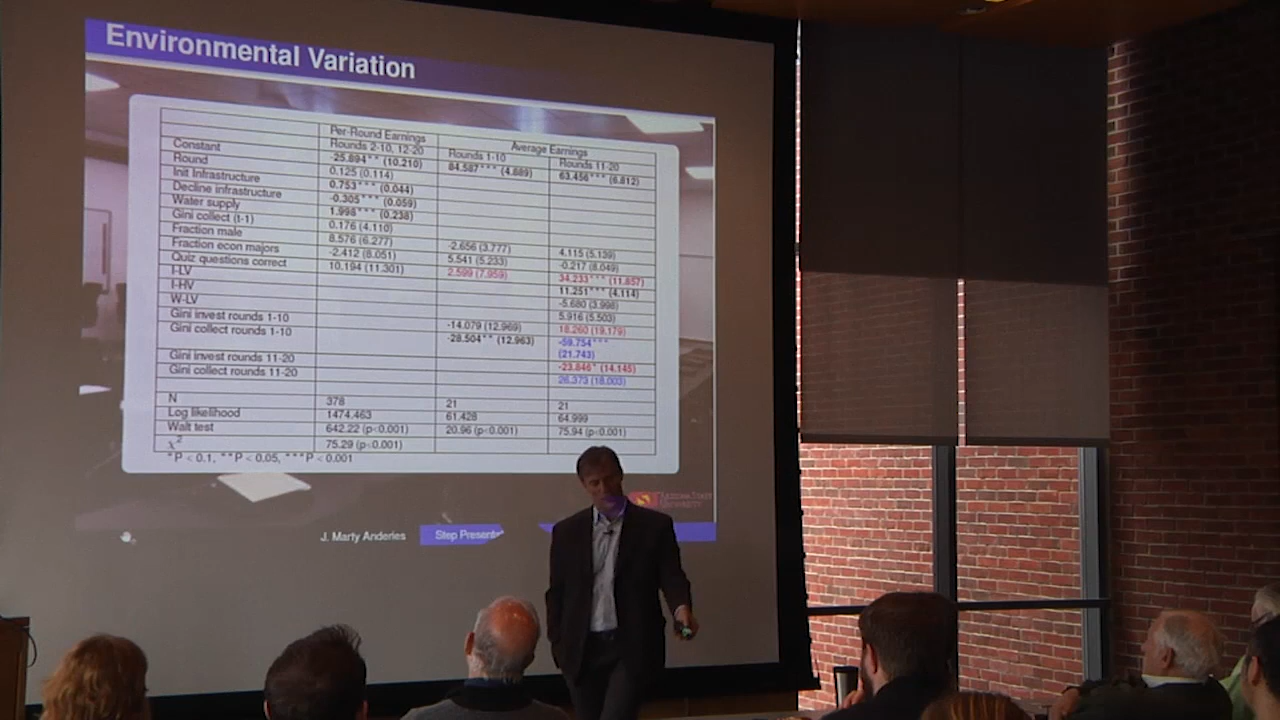 Environmental Variation
Per-Round Earnings Average Earnings
Rounds 2-10, 12-20 Rounds 1-10 Rounds 11-20
Constant -25.894** (10.210) 84.587*** (4.889) 63.456*** (6.812)
Round 0.125 (0.114)
Init Infrastructure 0.753*** (0.044)
Decline infrastructure -0.305*** (0.059)
Water supply 1.998*** (0.238)
Gini collect (t-1) 0.176 (4.110)
Fraction male 8.576 (6.277) -2.656 (3.777) 4.115 (5.139)
Fraction econ majors -2.412 (8.051) 5.541 (5.233) -0.217 (8.049)
Quiz questions correct 10.194 (11.301) 2.599 (7.959) 34.233*** (11.857)
I-LV 11.251*** (4.114)
I-HV -5.680 (3.998)
W-LV 5.916 (5.503)
Gini invest rounds 1-10 -14.079 (12.969) 18.260 (19.179)
Gini collect rounds 1-10 -28.504** (12.963) -59.754***
(21.743)
Gini invest rounds 11-20 -23.846* (14.145)
Gini collect rounds 11-20 26.373 (18.003)
N 378 21 21
Log likelihood 1474.463 61.428 64.999
Walt test 642.22 (p<0.001) 20.96 (p<0.001) 75.94 (p<0.001)
χ² 75.29 (p<0.001)
*P < 0.1, **P < 0.05, ***P < 0.001
Arizona State
University
J. Marty Anderies Step